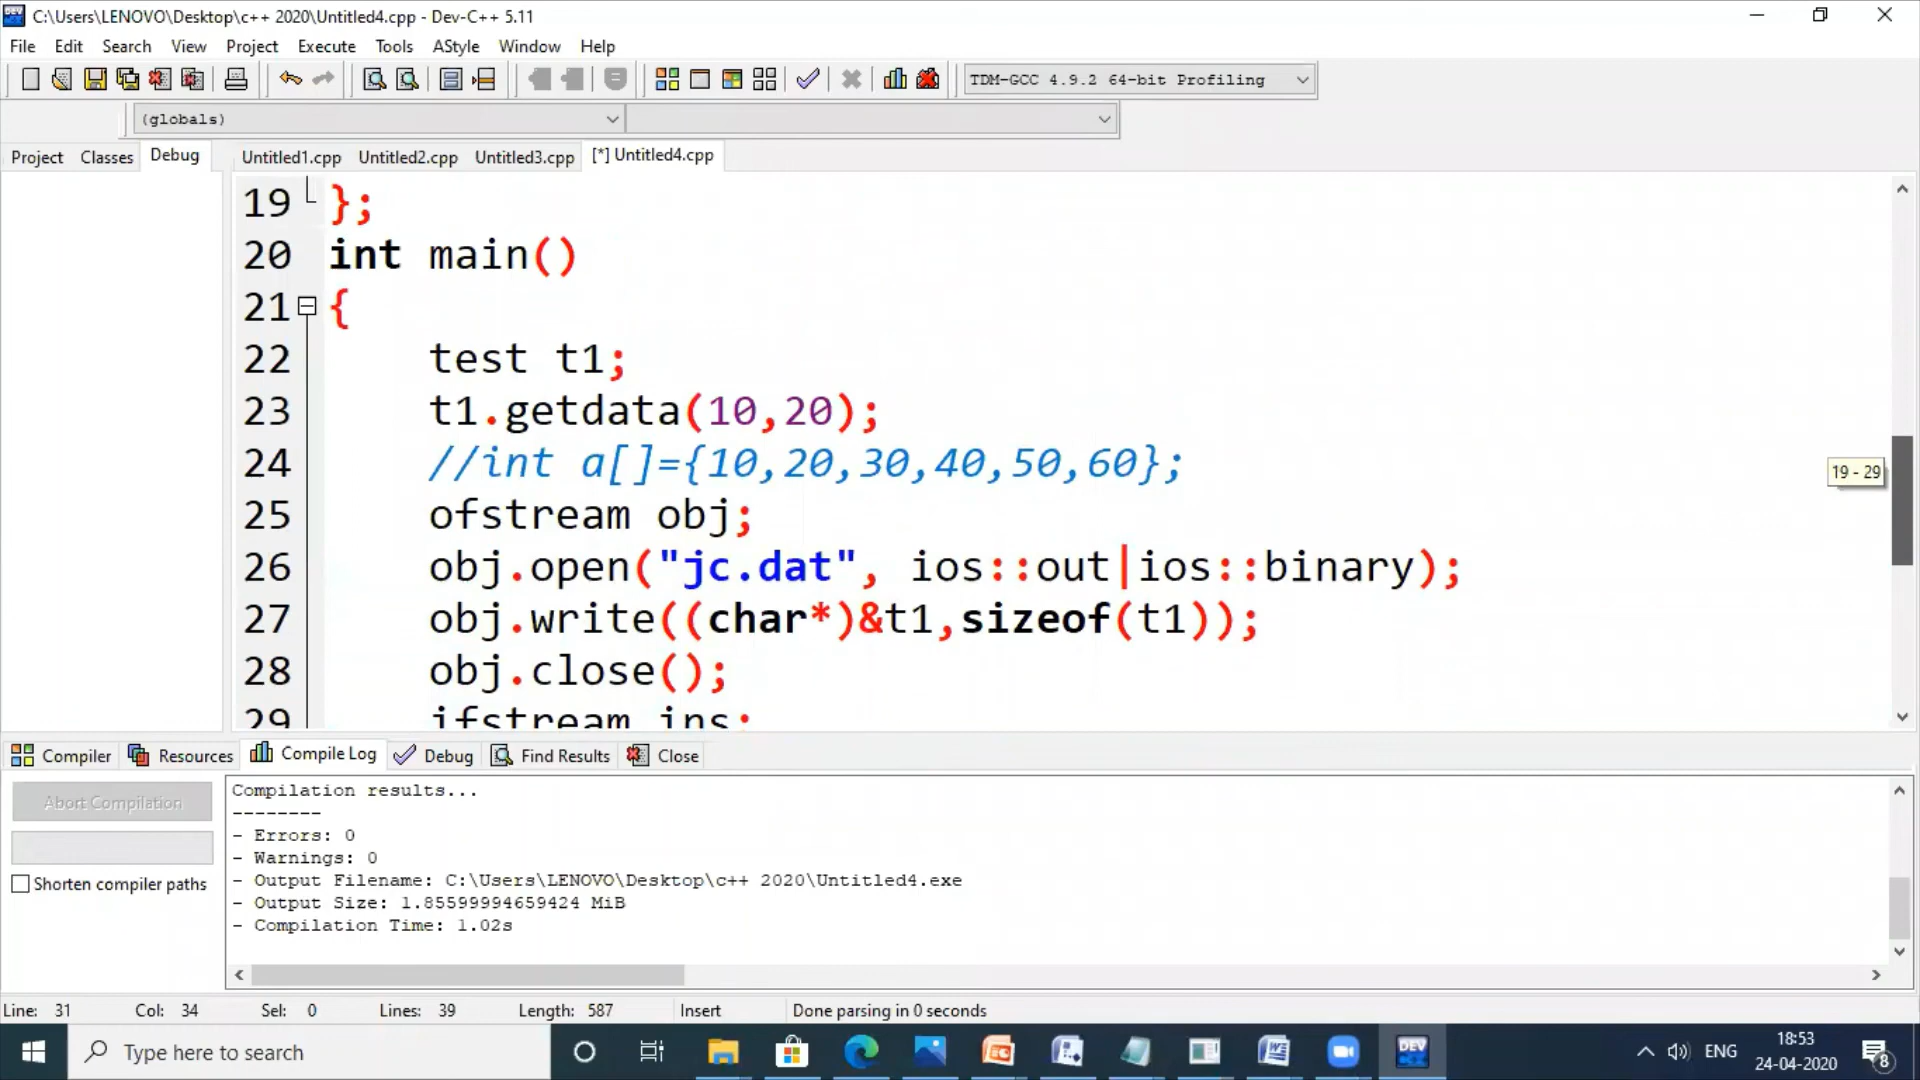 C:\Users\LENOVO\Desktop\c++ 2020\Untitled4.cpp - Dev-C++ 5.11
File Edit Search View Project Execute Tools AStyle Window Help
TDM-GCC 4.9.2 64-bit Profiling
(globals)
Project Classes Debug Untitled1.cpp Untitled2.cpp Untitled3.cpp [*] Untitled4.cpp
19 };
20 int main()
21 {
22 test t1;
23 t1.getdata(10,20);
24 //int a[]={10,20,30,40,50,60};
19 - 29
25 ofstream obj;
26 obj.open("jc.dat", ios::out|ios::binary);
27 obj.write((char*)&t1,sizeof(t1));
28 obj.close();
29 ifstream ins;
Compiler Resources Compile Log Debug Find Results Close
Abort Compilation
Shorten compiler paths
Compilation results...
--------
- Errors: 0
- Warnings: 0
- Output Filename: C:\Users\LENOVO\Desktop\c++ 2020\Untitled4.exe
- Output Size: 1.85599994659424 MiB
- Compilation Time: 1.02s
Line: 31 Col: 34 Sel: 0 Lines: 39 Length: 587 Insert Done parsing in 0 seconds
Type here to search
DEV
ENG
18:53
24-04-2020
8